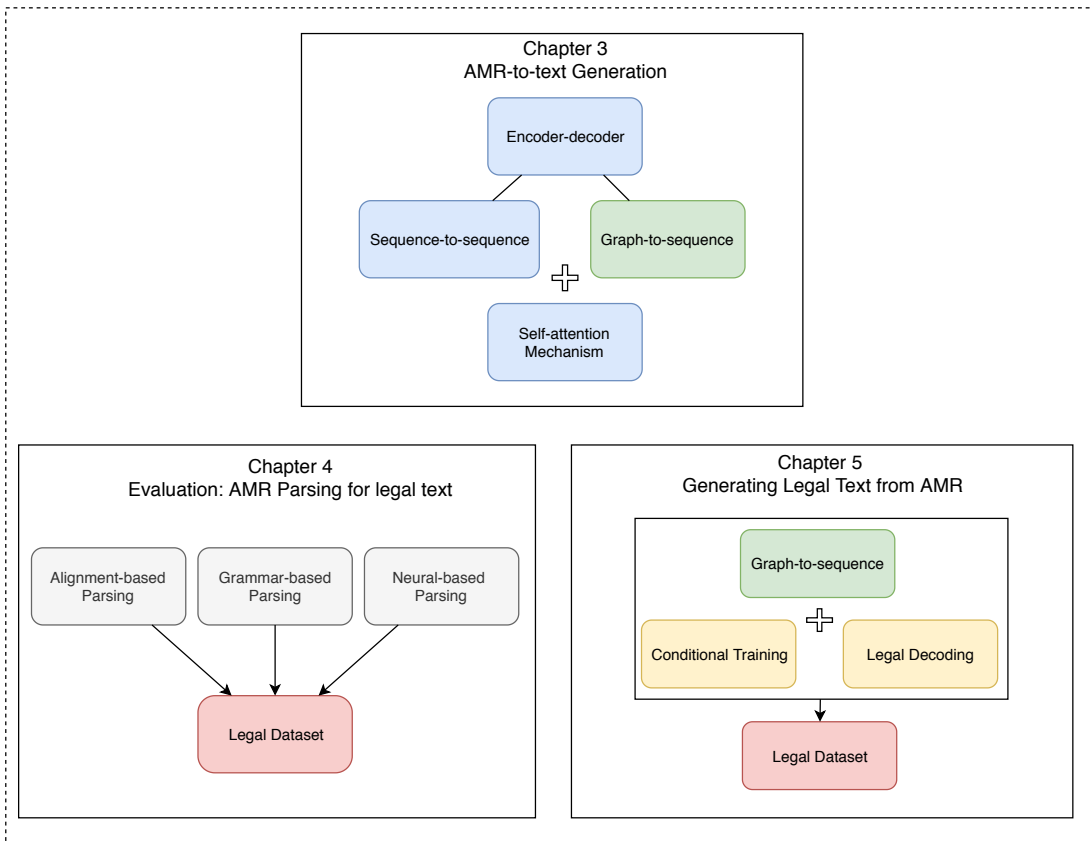 Chapter 3
AMR-to-text Generation
Encoder-decoder
Sequence-to-sequence
Graph-to-sequence
Self-attention
Mechanism
Chapter 4
Evaluation: AMR Parsing for legal text
Alignment-based
Parsing
Grammar-based
Parsing
Neural-based
Parsing
Legal Dataset
Chapter 5
Generating Legal Text from AMR
Graph-to-sequence
Conditional Training
Legal Decoding
Legal Dataset